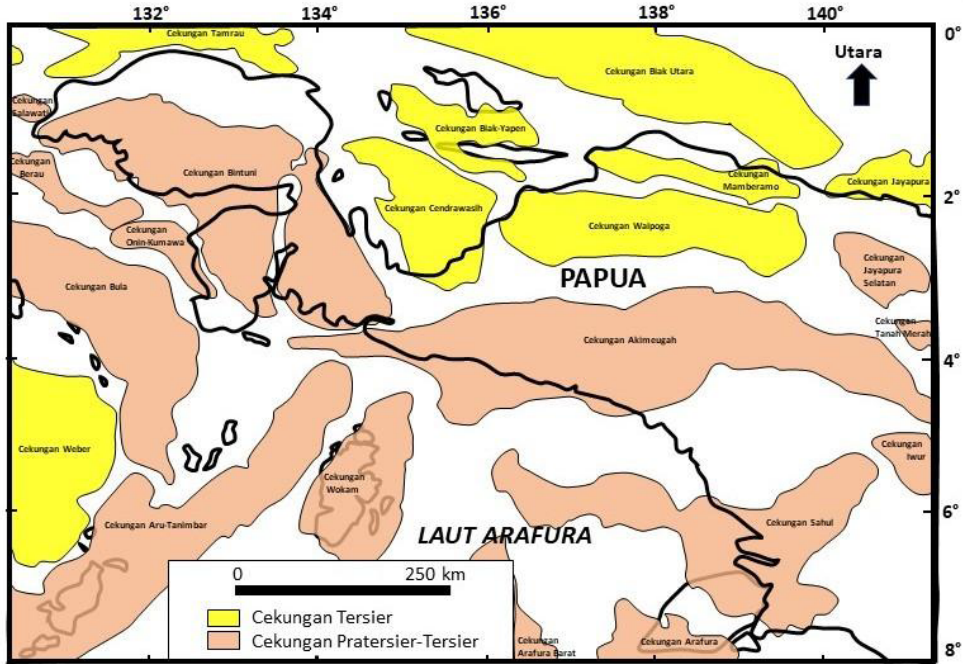 132° 134° 136° 138° 140°
0°
Cekungan Tamrau
Utara
Cekungan Biak Utara
Cekungan
Salawati
Cekungan Biak-Yapen
Cekungan
Berau
Cekungan Bintuni
Cekungan
Mamberamo
Cekungan Jayapura
2°
Cekungan Cendrawasih
Cekungan Waipoga
Cekungan
Onin-Kumawa
Cekungan
Jayapura
Selatan
PAPUA
Cekungan Bula
Cekungan
Tanah Merah
Cekungan Akimeugah
4°
Cekungan Weber
Cekungan
Iwur
Cekungan
Wokam
Cekungan Aru-Tanimbar
Cekungan Sahul
6°
LAUT ARAFURA
0 250 km
Cekungan Tersier
Cekungan Pratersier-Tersier
Cekungan
Arafura Barat
Cekungan Arafura
8°